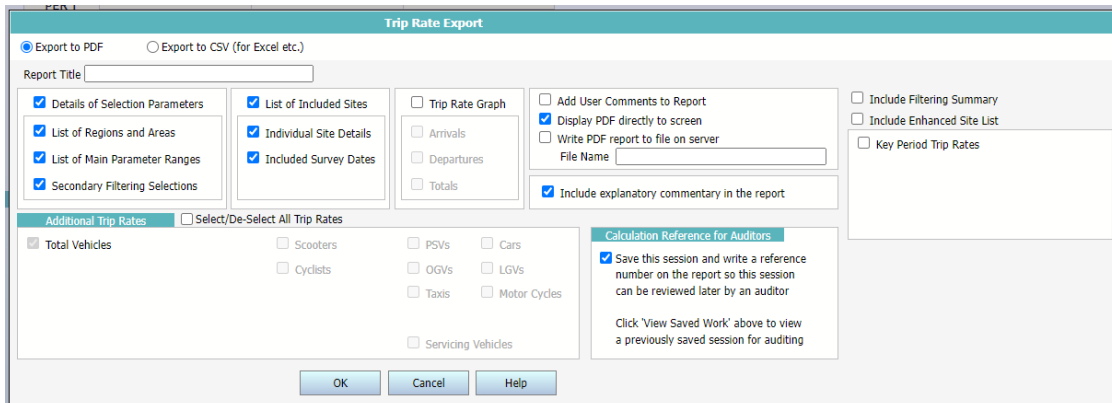 PER 1
Trip Rate Export
Export to PDF
Export to CSV (for Excel etc.)
Report Title
Details of Selection Parameters
List of Regions and Areas
List of Main Parameter Ranges
Secondary Filtering Selections
List of Included Sites
Individual Site Details
Included Survey Dates
Trip Rate Graph
Arrivals
Departures
Totals
Add User Comments to Report
Display PDF directly to screen
Write PDF report to file on server
File Name
Include explanatory commentary in the report
Include Filtering Summary
Include Enhanced Site List
Key Period Trip Rates
Additional Trip Rates
Select/De-Select All Trip Rates
Total Vehicles
Scooters
Cyclists
PSVs
Cars
OGVs
LGVs
Taxis
Motor Cycles
Servicing Vehicles
Calculation Reference for Auditors
Save this session and write a reference
number on the report so this session
can be reviewed later by an auditor
Click 'View Saved Work' above to view
a previously saved session for auditing
OK
Cancel
Help